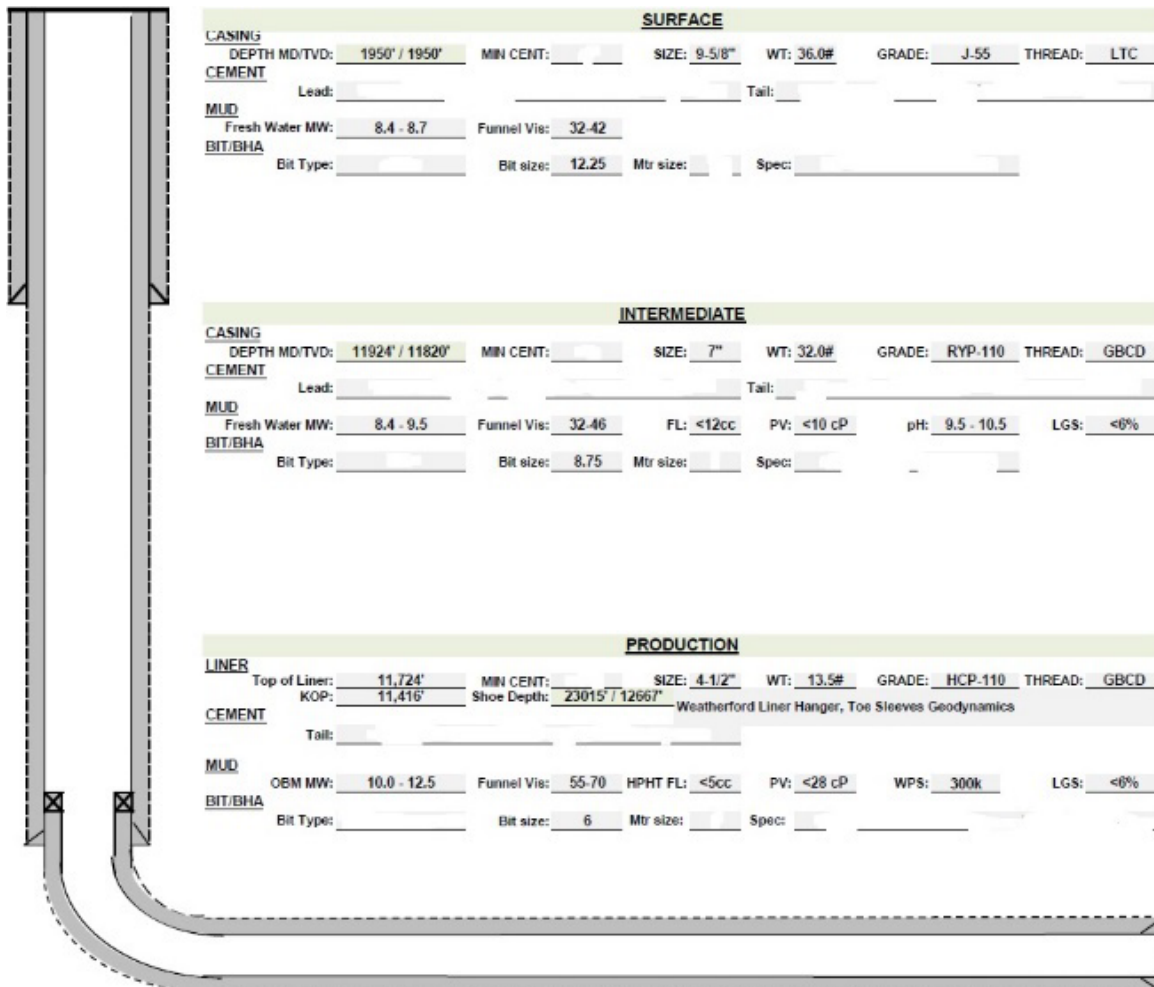 SURFACE
CASING
DEPTH MD/TVD: 1950' / 1950' MIN CENT: SIZE: 9-5/8" WT: 36.0# GRADE: J-55 THREAD: LTC
CEMENT
Lead: Tail:
MUD
Fresh Water MW: 8.4 - 8.7 Funnel Vis: 32-42
BIT/BHA
Bit Type: Bit size: 12.25 Mtr size: Spec:
INTERMEDIATE
CASING
DEPTH MD/TVD: 11924' / 11820' MIN CENT: SIZE: 7" WT: 32.0# GRADE: RYP-110 THREAD: GBCD
CEMENT
Lead: Tail:
MUD
Fresh Water MW: 8.4 - 9.5 Funnel Vis: 32-46 FL: <12cc PV: <10 cP pH: 9.5 - 10.5 LGS: <6%
BIT/BHA
Bit Type: Bit size: 8.75 Mtr size: Spec:
PRODUCTION
LINER
Top of Liner: 11,724' MIN CENT: SIZE: 4-1/2" WT: 13.5# GRADE: HCP-110 THREAD: GBCD
KOP: 11,416' Shoe Depth: 23015' / 12667'
Weatherford Liner Hanger, Toe Sleeves Geodynamics
CEMENT
Tail:
MUD
OBM MW: 10.0 - 12.5 Funnel Vis: 55-70 HPHT FL: <5cc PV: <28 cP WPS: 300k LGS: <6%
BIT/BHA
Bit Type: Bit size: 6 Mtr size: Spec: